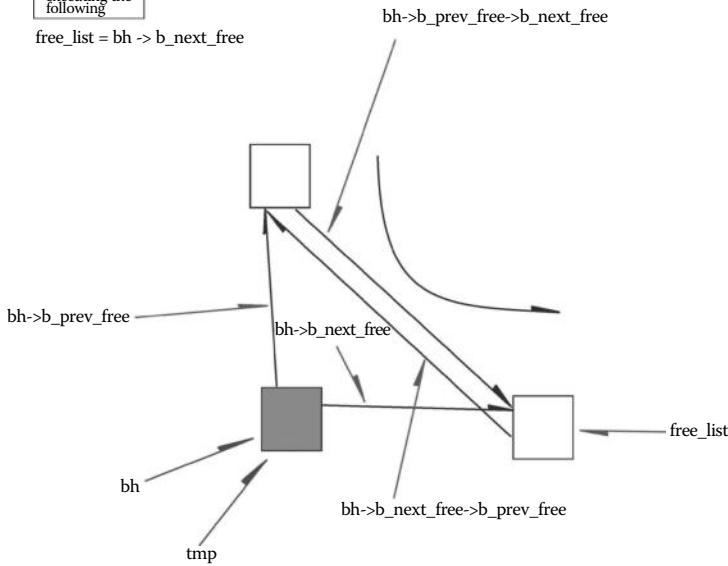 following
free_list = bh -> b_next_free
bh->b_prev_free->b_next_free
bh->b_prev_free
bh->b_next_free
free_list
bh
bh->b_next_free->b_prev_free
tmp